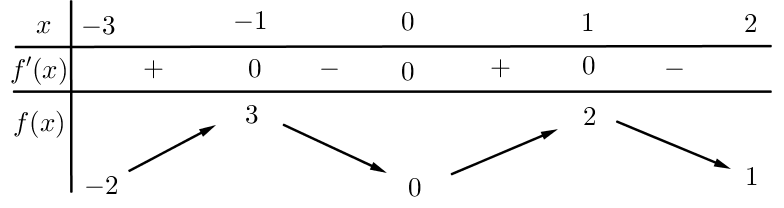 x −3 −1 0 1 2
f′(x) + 0 − 0 + 0 −
f(x) −2 3 0 2 1